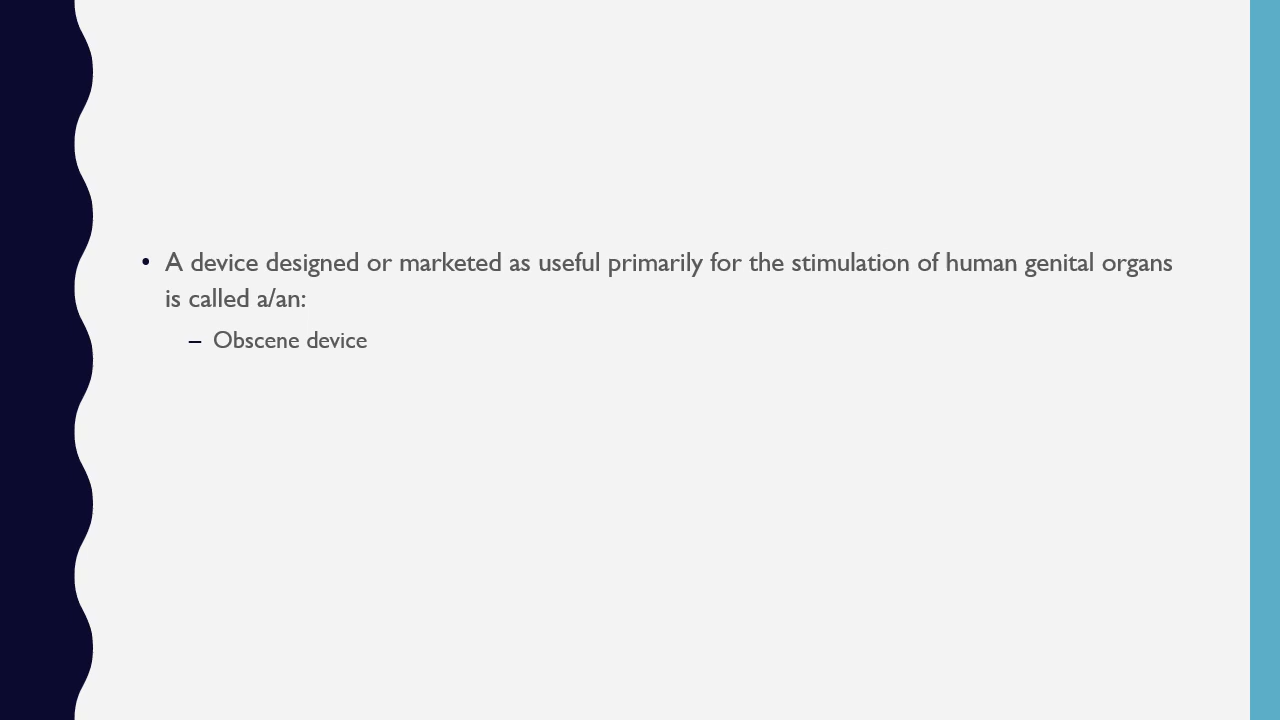 • A device designed or marketed as useful primarily for the stimulation of human genital organs
is called a/an:
– Obscene device